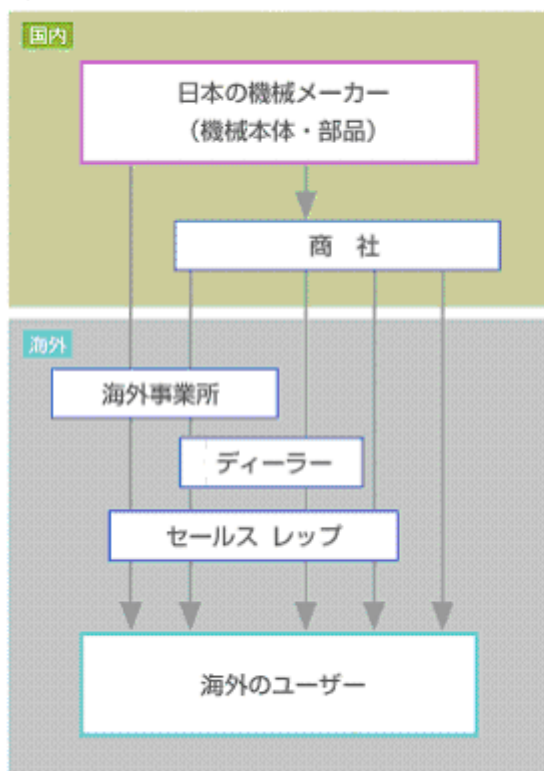 国内
日本の機械メーカー
（機械本体・部品）
商　社
海外
海外事業所
ディーラー
セールス レップ
海外のユーザー